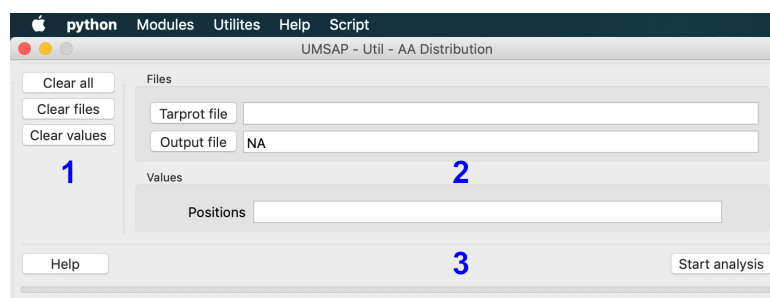 python Modules Utilites Help Script
UMSAP - Util - AA Distribution
Clear all
Clear files
Clear values
1
Files
Tarprot file
Output file NA
2
Values
Positions
Help
3
Start analysis